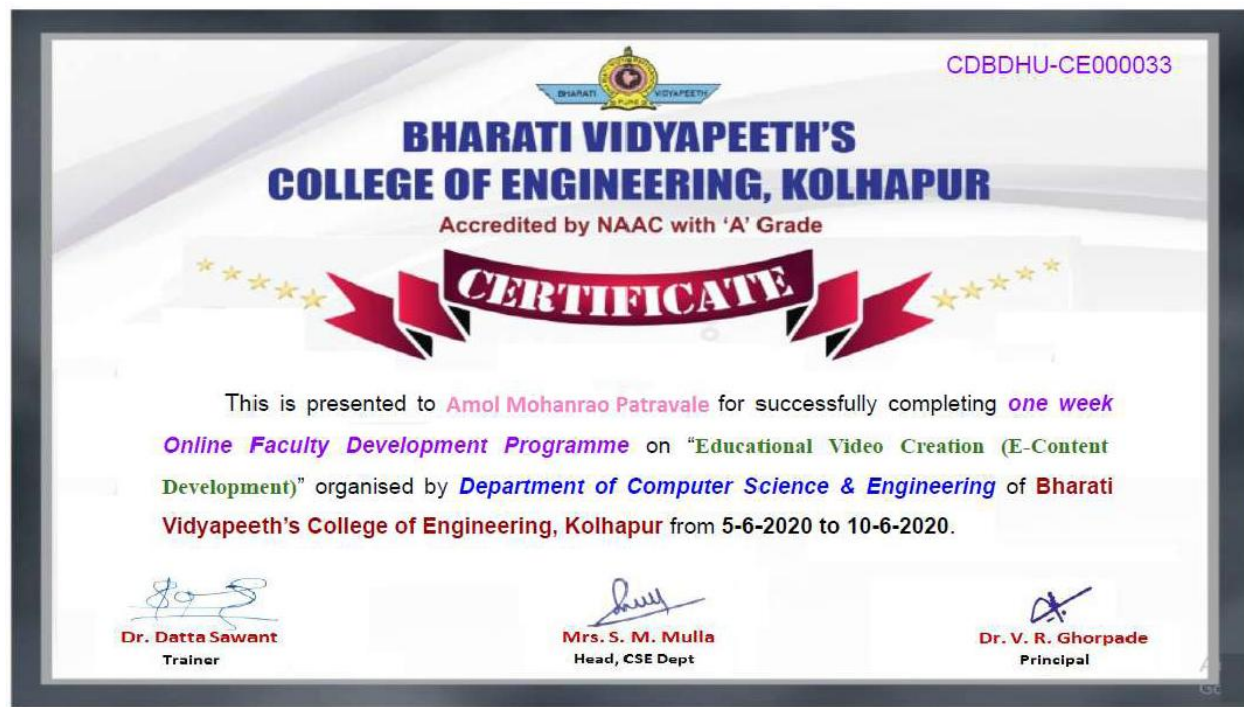 CDBDHU-CE000033
BHARATI VIDYAPEETH
PUNE
BHARATI VIDYAPEETH'S
COLLEGE OF ENGINEERING, KOLHAPUR
Accredited by NAAC with ‘A’ Grade
CERTIFICATE
This is presented to Amol Mohanrao Patravale for successfully completing one week
Online Faculty Development Programme on “Educational Video Creation (E-Content
Development)” organised by Department of Computer Science & Engineering of Bharati
Vidyapeeth’s College of Engineering, Kolhapur from 5-6-2020 to 10-6-2020.
Dr. Datta Sawant
Trainer
Mrs. S. M. Mulla
Head, CSE Dept
Dr. V. R. Ghorpade
Principal